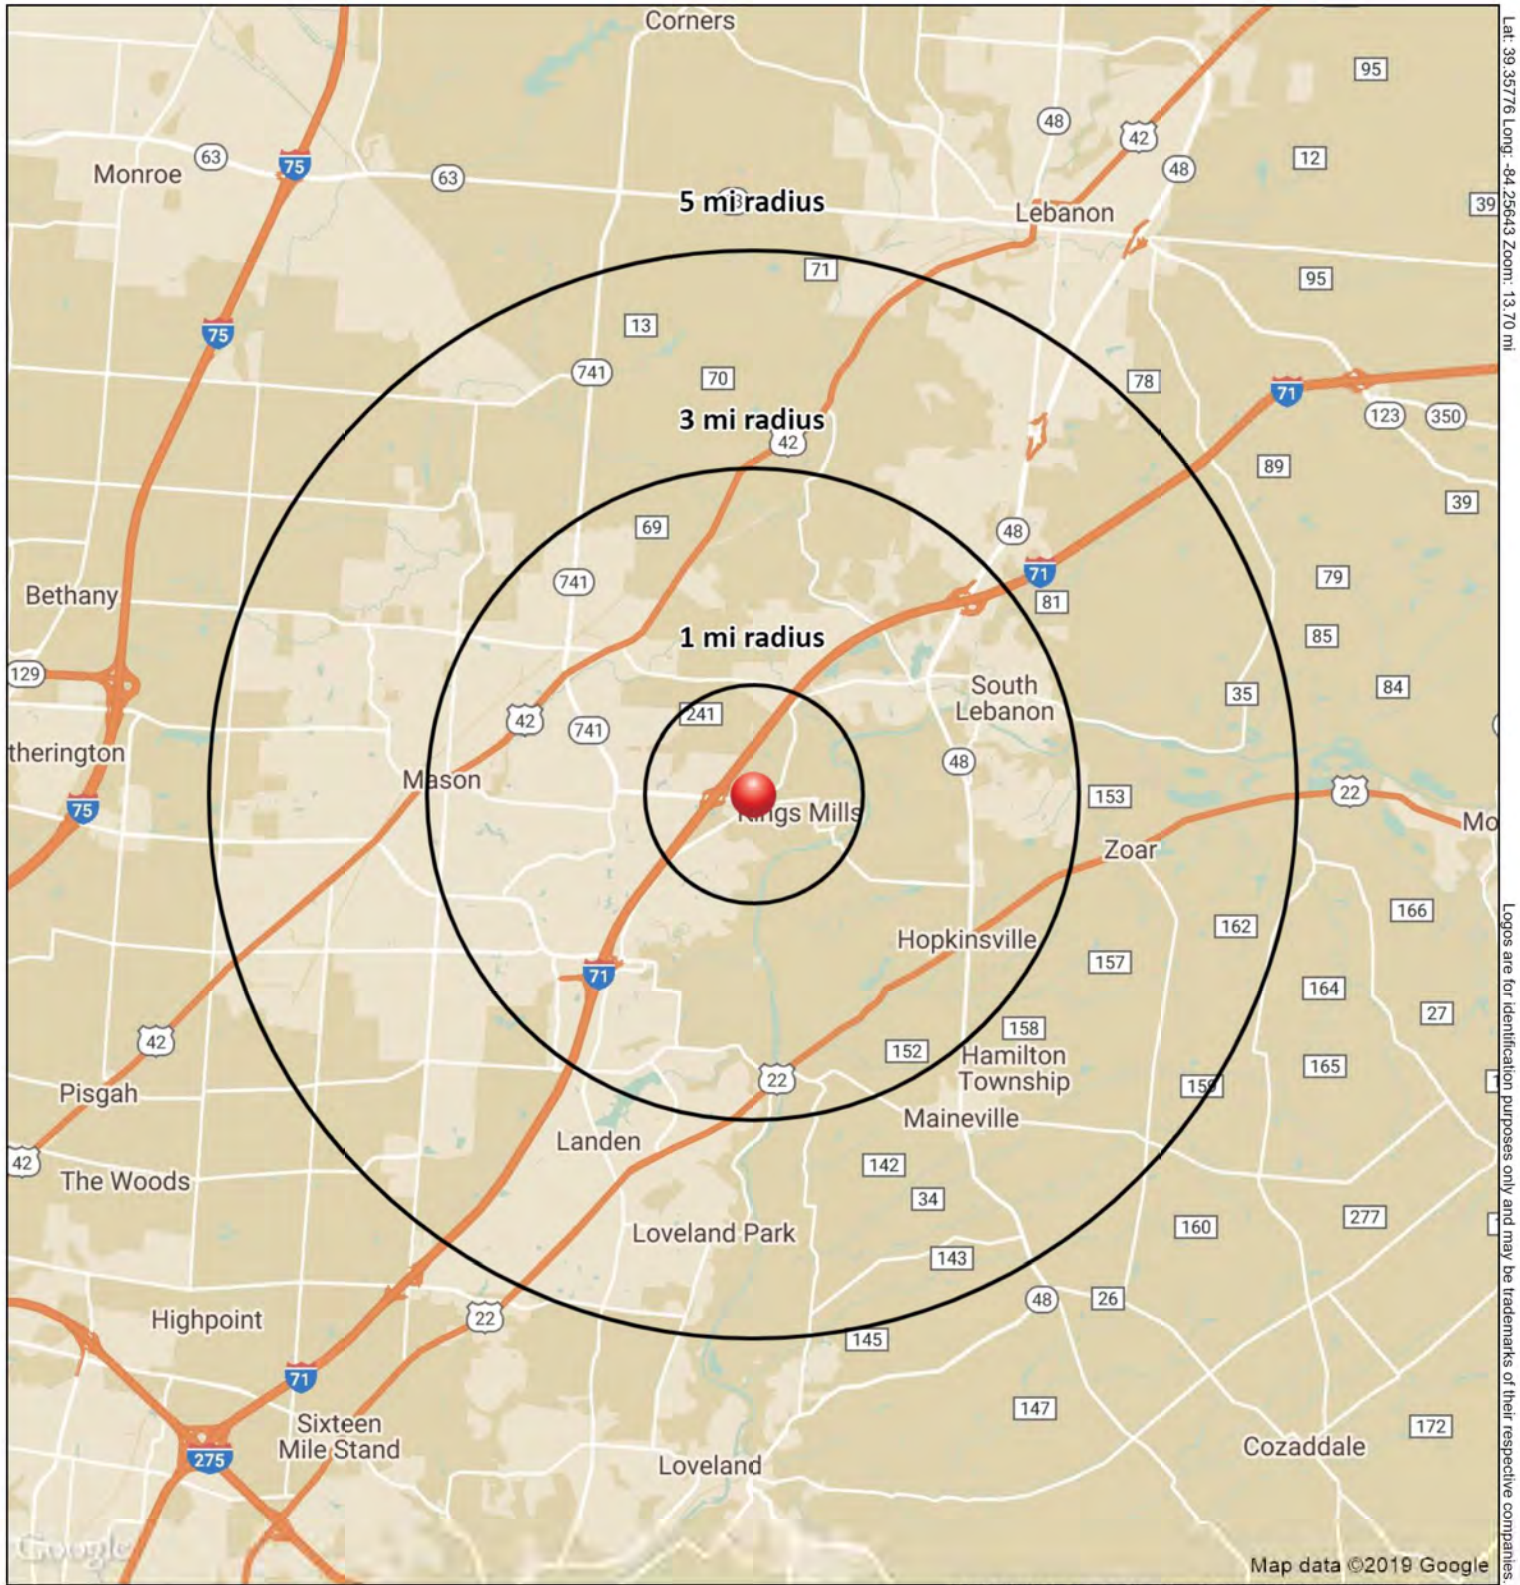 Corners
95
48
42
12
63
75
48
Monroe
63
39
5 mi radius
Lebanon
71
95
13
75
741
70
78
71
123
350
3 mi radius
42
89
39
69
48
71
79
741
Bethany
81
85
1 mi radius
129
South
Lebanon
84
35
241
42
741
therington
48
Mason
22
75
153
Kings Mills
Mo
Zoar
166
162
Hopkinsville
157
71
164
27
158
42
152
Hamilton
Township
165
22
159
Pisgah
Maineville
Landen
42
142
The Woods
34
277
160
Loveland Park
143
48
26
Highpoint
22
145
71
147
Sixteen
Mile Stand
172
Cozaddale
275
Loveland
Google
Map data ©2019 Google
Lat: 39.35776 Long: -84.25643 Zoom: 13.70 mi
Logos are for identification purposes only and may be trademarks of their respective companies.